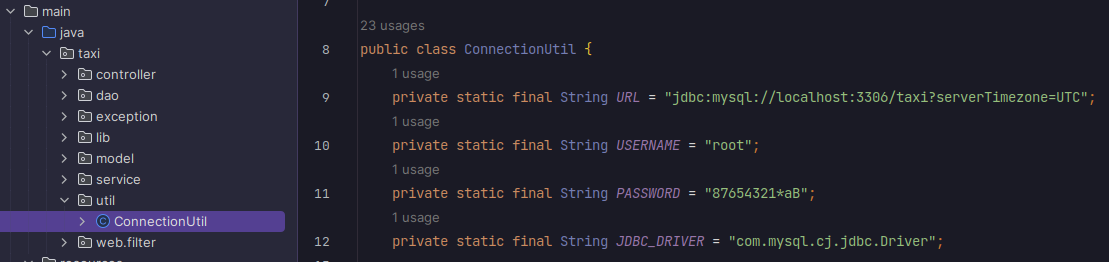 main
java
taxi
controller
dao
exception
lib
model
service
util
ConnectionUtil
web.filter
7
23 usages
8 public class ConnectionUtil {
1 usage
9 private static final String URL = "jdbc:mysql://localhost:3306/taxi?serverTimezone=UTC";
1 usage
10 private static final String USERNAME = "root";
1 usage
11 private static final String PASSWORD = "87654321*aB";
1 usage
12 private static final String JDBC_DRIVER = "com.mysql.cj.jdbc.Driver";